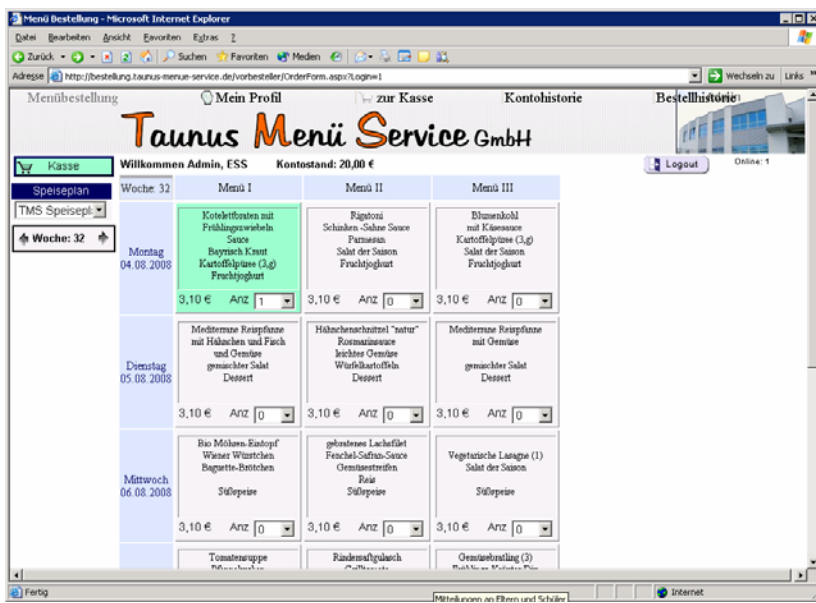 Menü Bestellung - Microsoft Internet Explorer
Datei Bearbeiten Ansicht Favoriten Extras ?
Zurück Suchen Favoriten Medien
Adresse http://bestellung.taunus-menue-service.de/vorbesteller/OrderForm.aspx?Login=1 Wechseln zu Links
Menübestellung Mein Profil zur Kasse Kontohistorie Bestellhistorie
Taunus Menü Service GmbH
Kasse Willkommen Admin, ESS Kontostand: 20,00 € Logout Online: 1
Speiseplan Woche: 32 Menü I Menü II Menü III
TMS Speisepl
Woche: 32
Montag
04.08.2008
Kotelettbraten mit
Frühlingszwiebeln
Sauce
Bayrisch Kraut
Kartoffelpüree (3,g)
Fruchtjoghurt
3,10 € Anz 1
Rigatoni
Schinken -Sahne Sauce
Parmesan
Salat der Saison
Fruchtjoghurt
3,10 € Anz 0
Blumenkohl
mit Käsesauce
Kartoffelpüree (3,g)
Salat der Saison
Fruchtjoghurt
3,10 € Anz 0
Dienstag
05.08.2008
Mediterrane Reispfanne
mit Hähnchen und Fisch
und Gemüse
gemischter Salat
Dessert
3,10 € Anz 0
Hähnchenschnitzel "natur"
Rosmarinsauce
leichtes Gemüse
Würfelkartoffeln
Dessert
3,10 € Anz 0
Mediterrane Reispfanne
mit Gemüse
gemischter Salat
Dessert
3,10 € Anz 0
Mittwoch
06.08.2008
Bio Möhren-Eintopf
Wiener Würstchen
Baguette-Brötchen
Süßspeise
3,10 € Anz 0
gebratenes Lachsfilet
Fenchel-Safran-Sauce
Gemüsestreifen
Reis
Süßspeise
3,10 € Anz 0
Vegetarische Lasagne (1)
Salat der Saison
Süßspeise
3,10 € Anz 0
Tomatensuppe
Rindersaftgulasch
Gemüsebratling (3)
Fertig Mitteilungen an Eltern und Schüler Internet